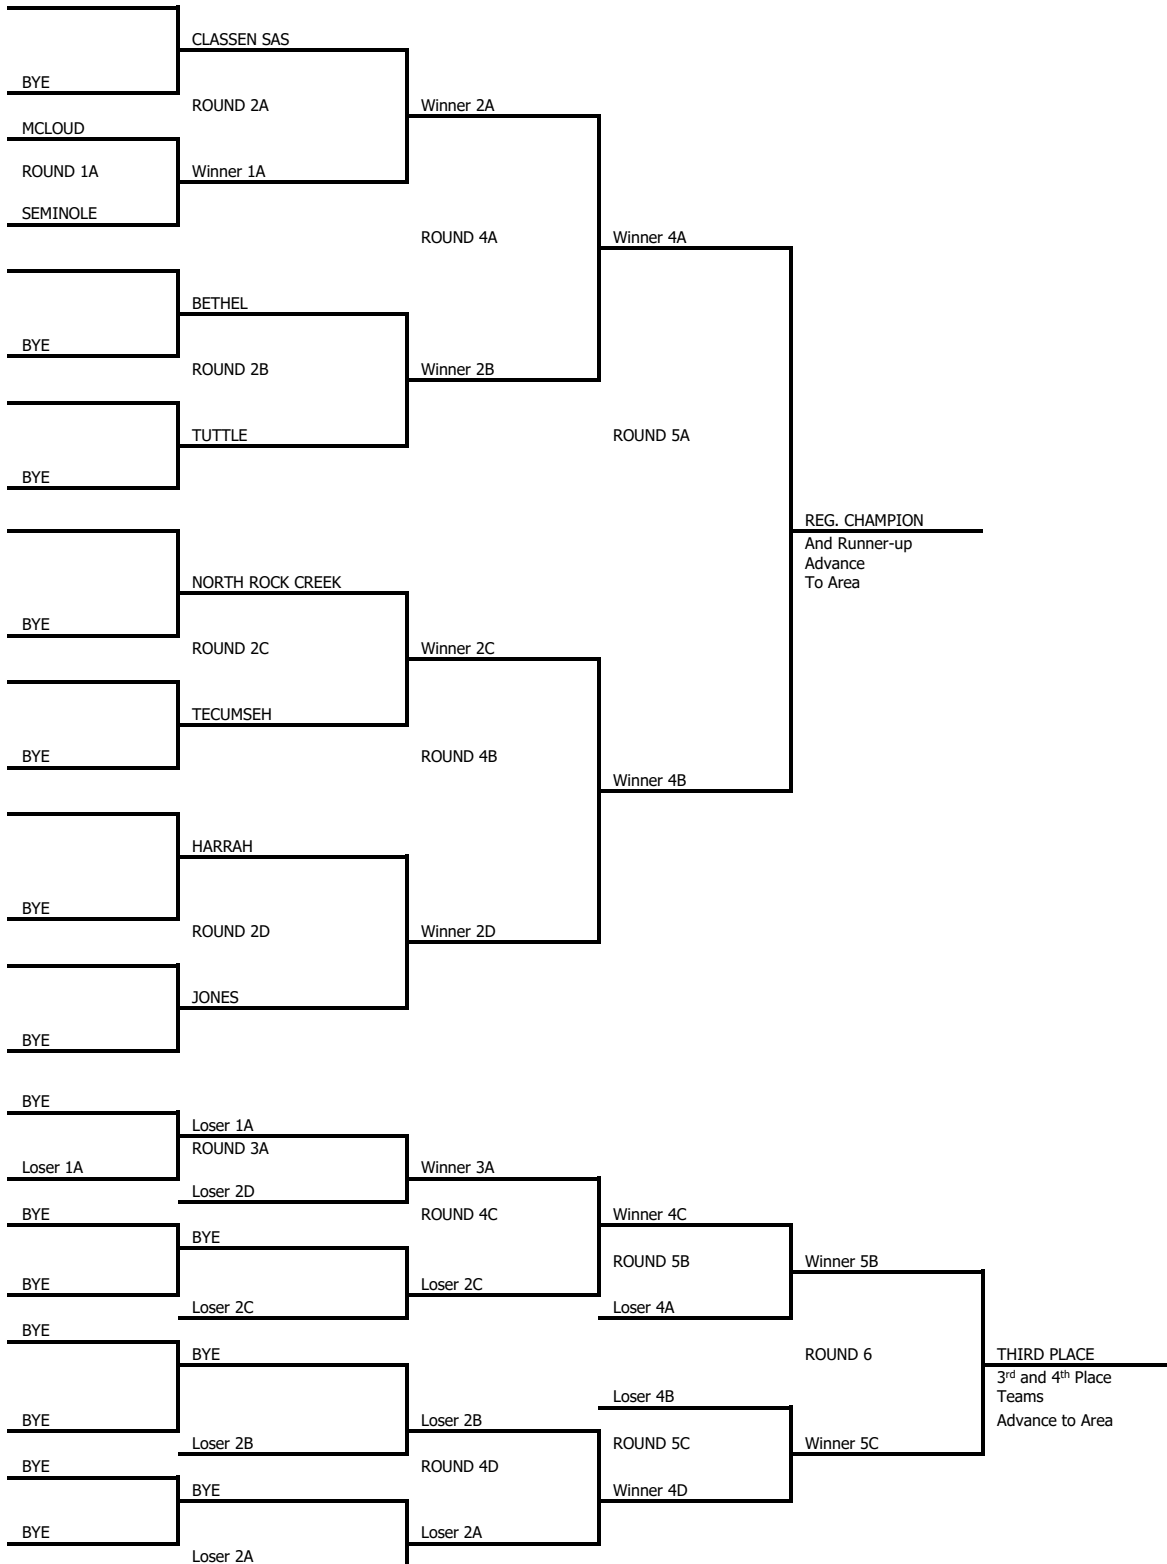 CLASSEN SAS
BYE
ROUND 2A
Winner 2A
MCLOUD
ROUND 1A
Winner 1A
SEMINOLE
ROUND 4A
Winner 4A
BETHEL
BYE
ROUND 2B
Winner 2B
TUTTLE
ROUND 5A
BYE
REG. CHAMPION
And Runner-up
Advance
To Area
NORTH ROCK CREEK
BYE
ROUND 2C
Winner 2C
TECUMSEH
BYE
ROUND 4B
Winner 4B
HARRAH
BYE
ROUND 2D
Winner 2D
JONES
BYE
BYE
Loser 1A
ROUND 3A
Loser 1A
Winner 3A
Loser 2D
BYE
ROUND 4C
Winner 4C
BYE
ROUND 5B
Winner 5B
BYE
Loser 2C
Loser 2C
Loser 4A
BYE
BYE
ROUND 6
THIRD PLACE
3rd and 4th Place
Teams
Advance to Area
Loser 4B
BYE
Loser 2B
Loser 2B
ROUND 5C
Winner 5C
BYE
ROUND 4D
BYE
Winner 4D
BYE
Loser 2A
Loser 2A